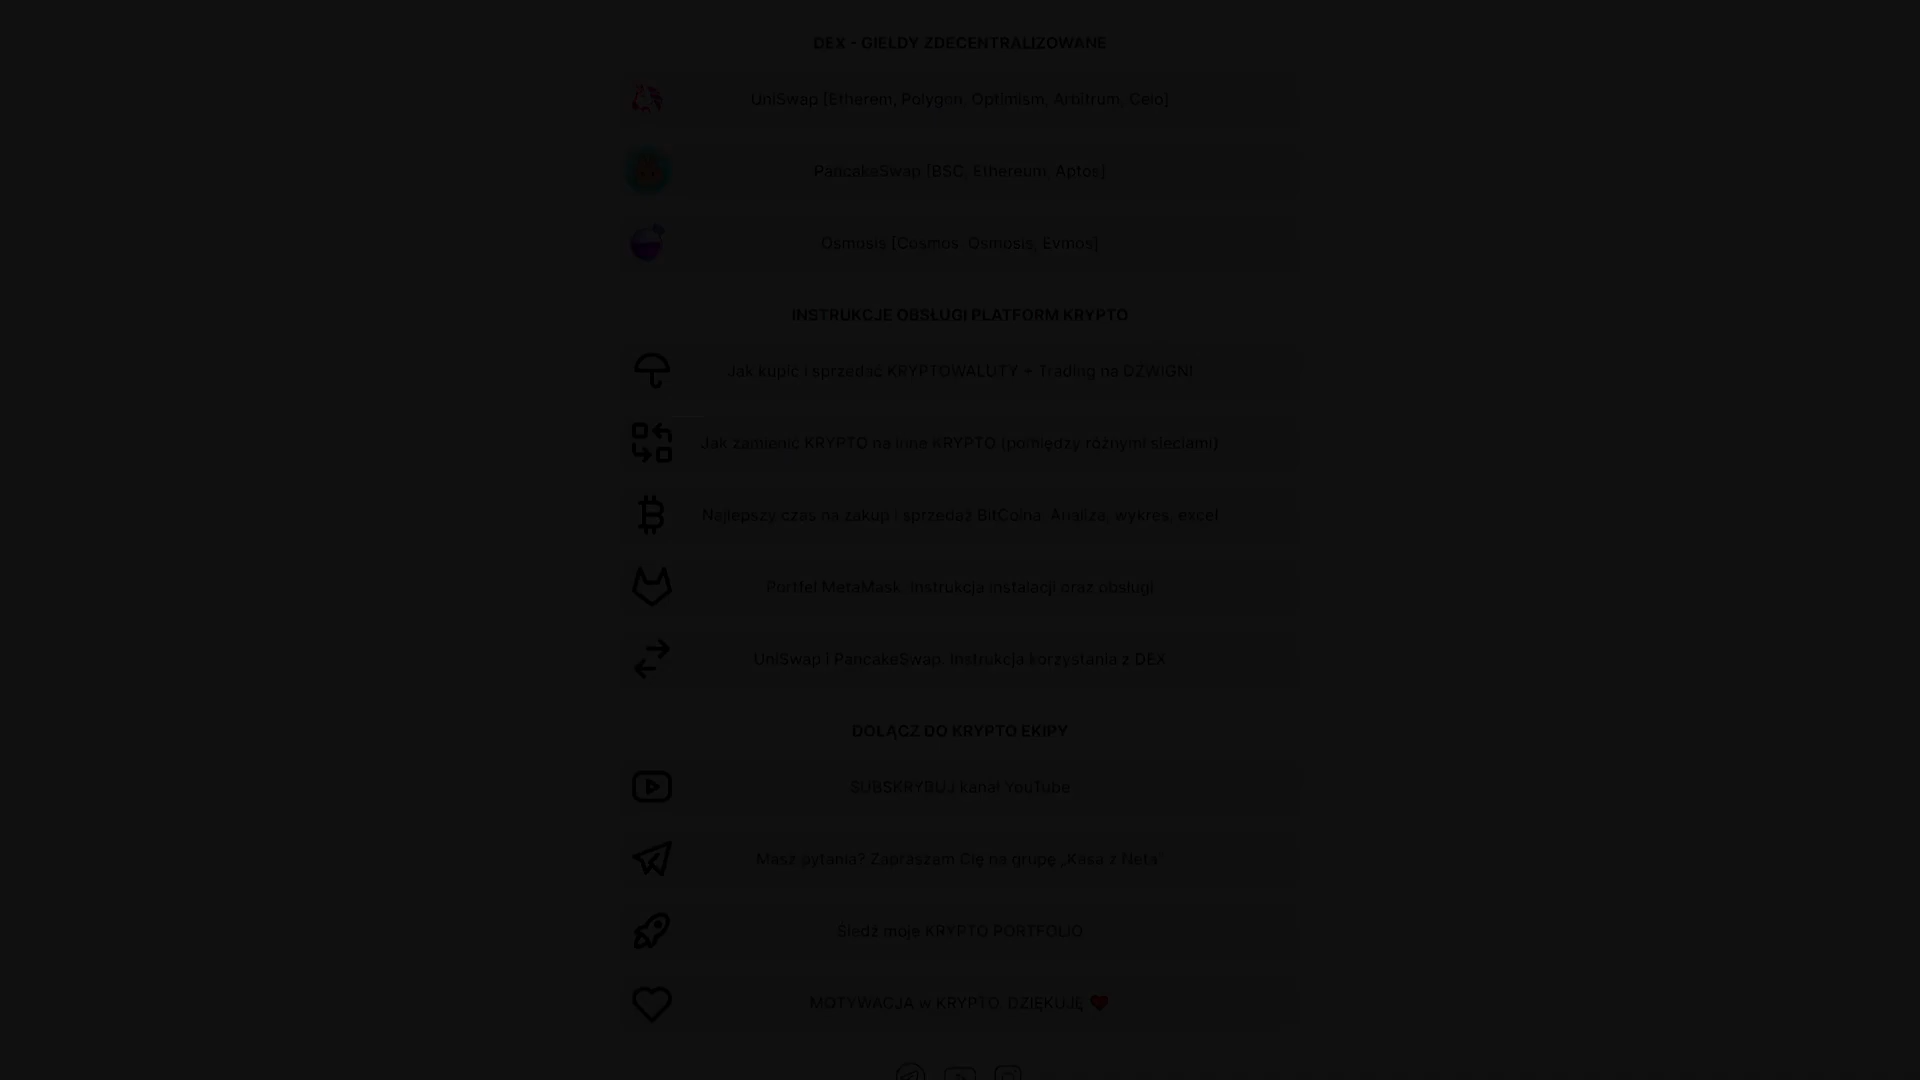 DEX - GIEŁDY ZDECENTRALIZOWANE
UniSwap [Etherem, Polygon, Optimism, Arbitrum, Celo]
PancakeSwap [BSC, Ethereum, Aptos]
Osmosis [Cosmos, Osmosis, Evmos]
INSTRUKCJE OBSŁUGI PLATFORM KRYPTO
Jak kupić i sprzedać KRYPTOWALUTY + Trading na DŹWIGNI
Jak zamienić KRYPTO na inne KRYPTO (pomiędzy różnymi sieciami)
Najlepszy czas na zakup i sprzedaż BitCoina. Analiza, wykres, excel
Portfel MetaMask. Instrukcja instalacji oraz obsługi
UniSwap i PancakeSwap. Instrukcja korzystania z DEX
DOŁĄCZ DO KRYPTO EKIPY
SUBSKRYBUJ kanał YouTube
Masz pytania? Zapraszam Cię na grupę „Kasa z Neta”
Śledź moje KRYPTO PORTFOLIO
MOTYWACJA w KRYPTO. DZIĘKUJĘ ❤️